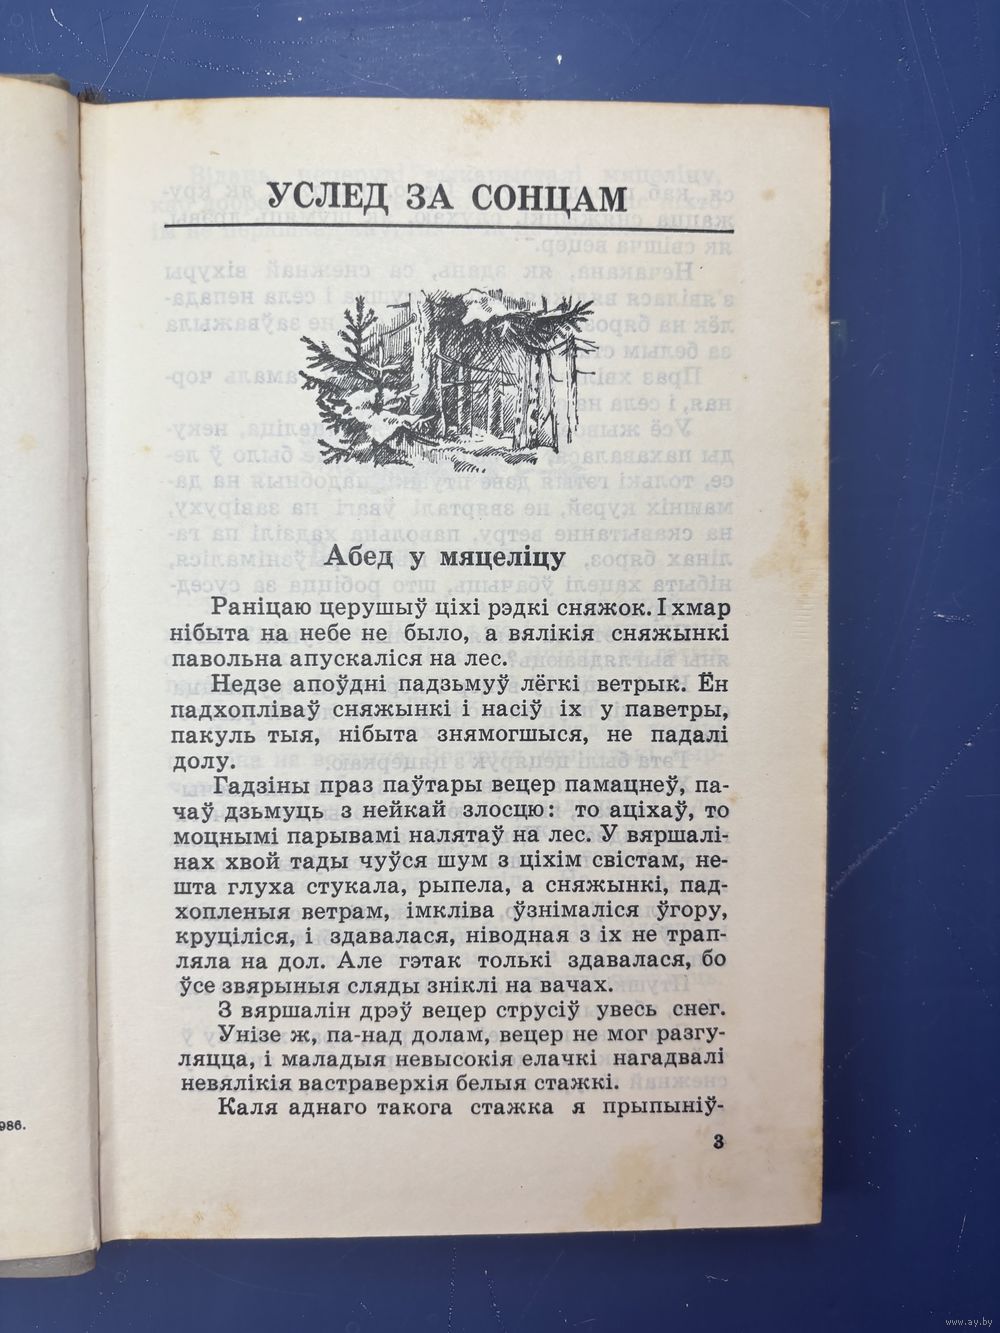 УСЛЕД ЗА СОНЦАМ
Абед у мяцеліцу
Раніцаю церушыў ціхі рэдкі сняжок. І хмар
нібыта на небе не было, а вялікія сняжынкі
павольна апускаліся на лес.
Недзе апоўдні падзьмуў лёгкі ветрык. Ён
падхопліваў сняжынкі і насіў іх у паветры,
пакуль тыя, нібыта знямогшыся, не падалі
долу.
Гадзіны праз паўтары вецер памацнеў, па-
чаў дзьмуць з нейкай злосцю: то аціхаў, то
моцнымі парывамі налятаў на лес. У вяршалі-
нах хвой тады чуўся шум з ціхім свістам, не-
шта глуха стукала, рыпела, а сняжынкі, пад-
хопленыя ветрам, імкліва ўзнімаліся ўгору,
круціліся, і здавалася, ніводная з іх не трап-
ляла на дол. Але гэтак толькі здавалася, бо
ўсе звярыныя сляды зніклі на вачах.
З вяршалін дрэў вецер струсіў увесь снег.
Унізе ж, па-над долам, вецер не мог разгу-
ляцца, і маладыя невысокія елачкі нагадвалі
невялікія вастраверхія белыя стажкі.
Каля аднаго такога стажка я прыпыніў-
3
986.
www.ay.by